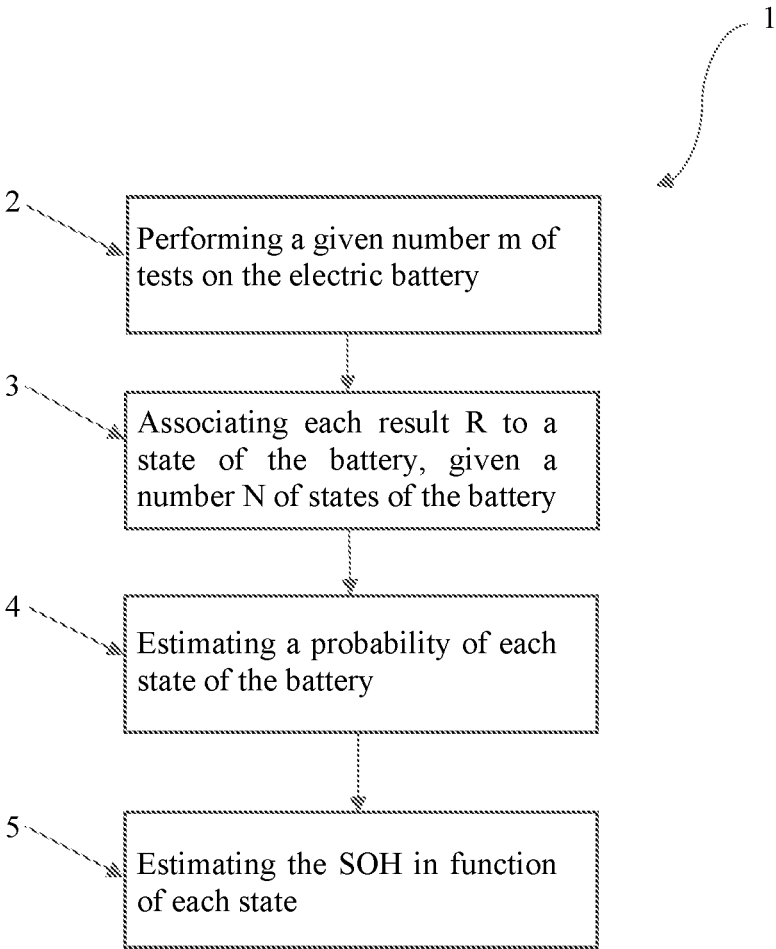 1
2
Performing a given number m of
tests on the electric battery
3
Associating each result R to a
state of the battery, given a
number N of states of the battery
4
Estimating a probability of each
state of the battery
5
Estimating the SOH in function
of each state